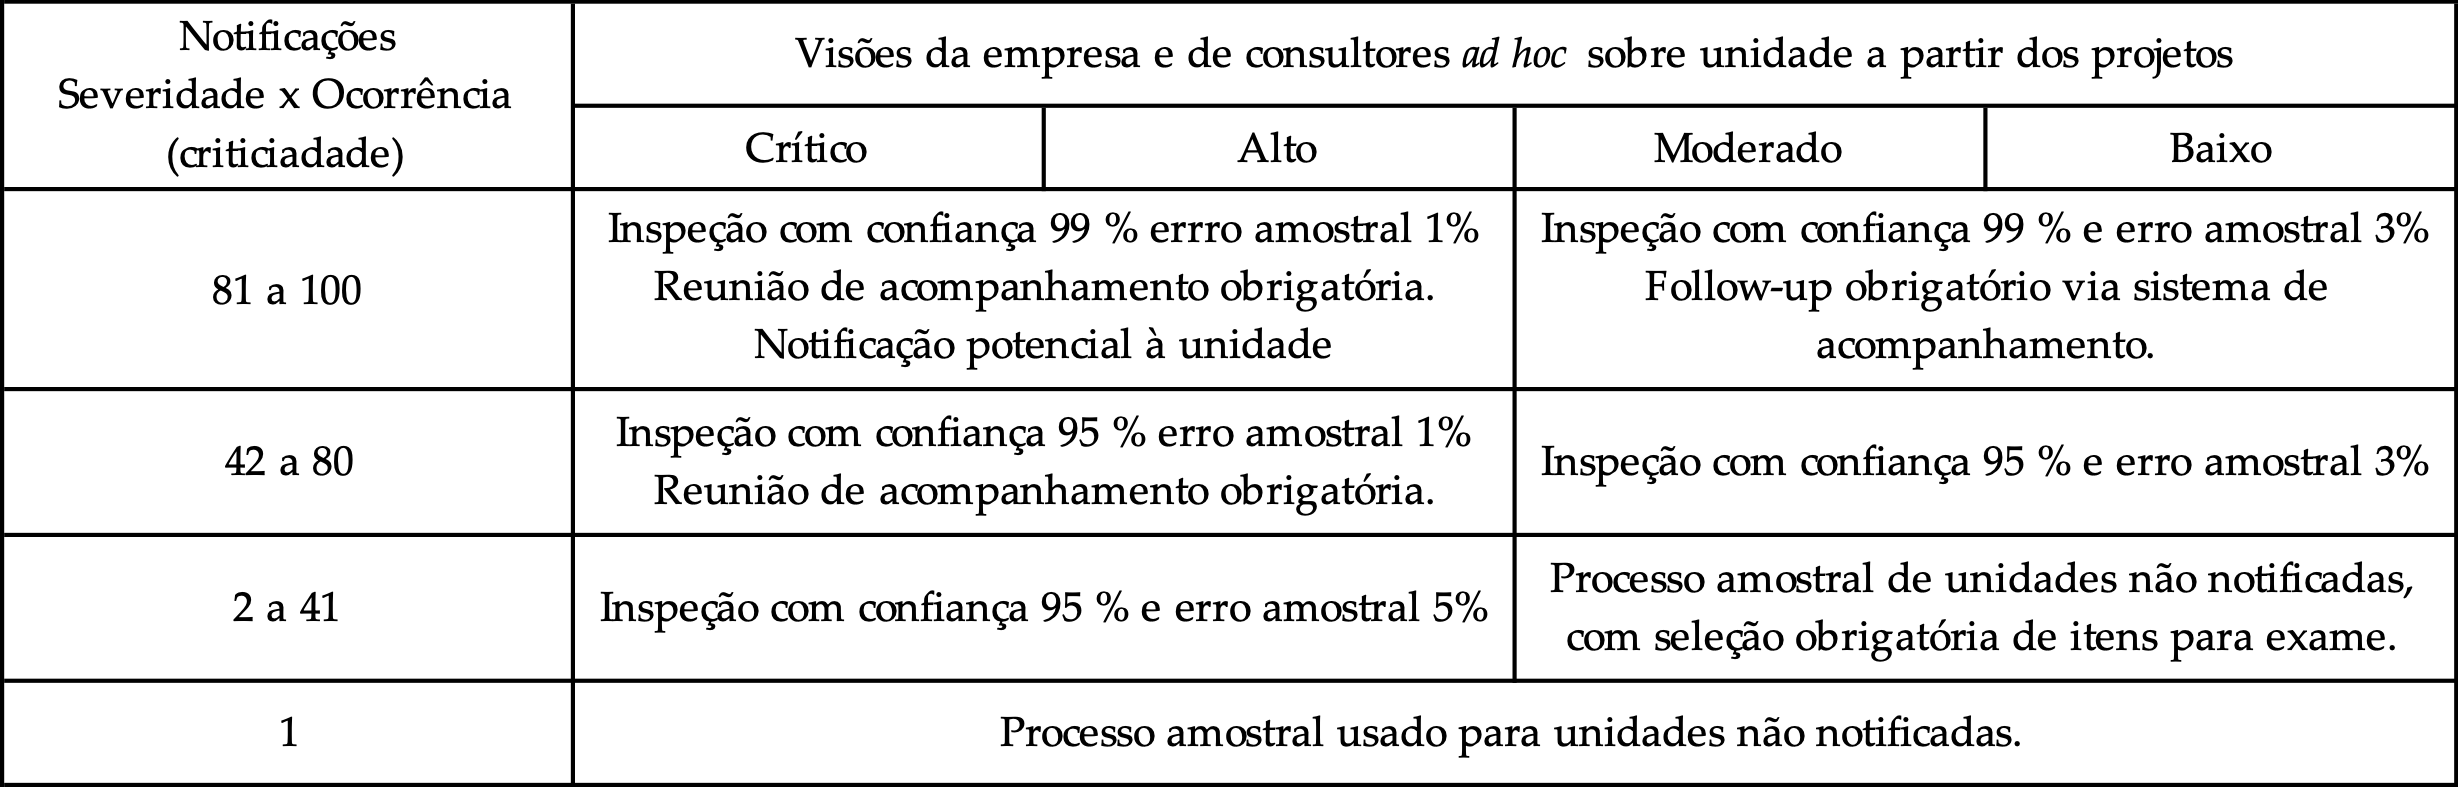 Notificações
Severidade x Ocorrência
(criticiadade)
Visões da empresa e de consultores ad hoc sobre unidade a partir dos projetos
Crítico
Alto
Moderado
Baixo
81 a 100
Inspeção com confiança 99 % errro amostral 1%
Reunião de acompanhamento obrigatória.
Notificação potencial à unidade
Inspeção com confiança 99 % e erro amostral 3%
Follow-up obrigatório via sistema de
acompanhamento.
42 a 80
Inspeção com confiança 95 % erro amostral 1%
Reunião de acompanhamento obrigatória.
Inspeção com confiança 95 % e erro amostral 3%
2 a 41
Inspeção com confiança 95 % e erro amostral 5%
Processo amostral de unidades não notificadas,
com seleção obrigatória de itens para exame.
1
Processo amostral usado para unidades não notificadas.